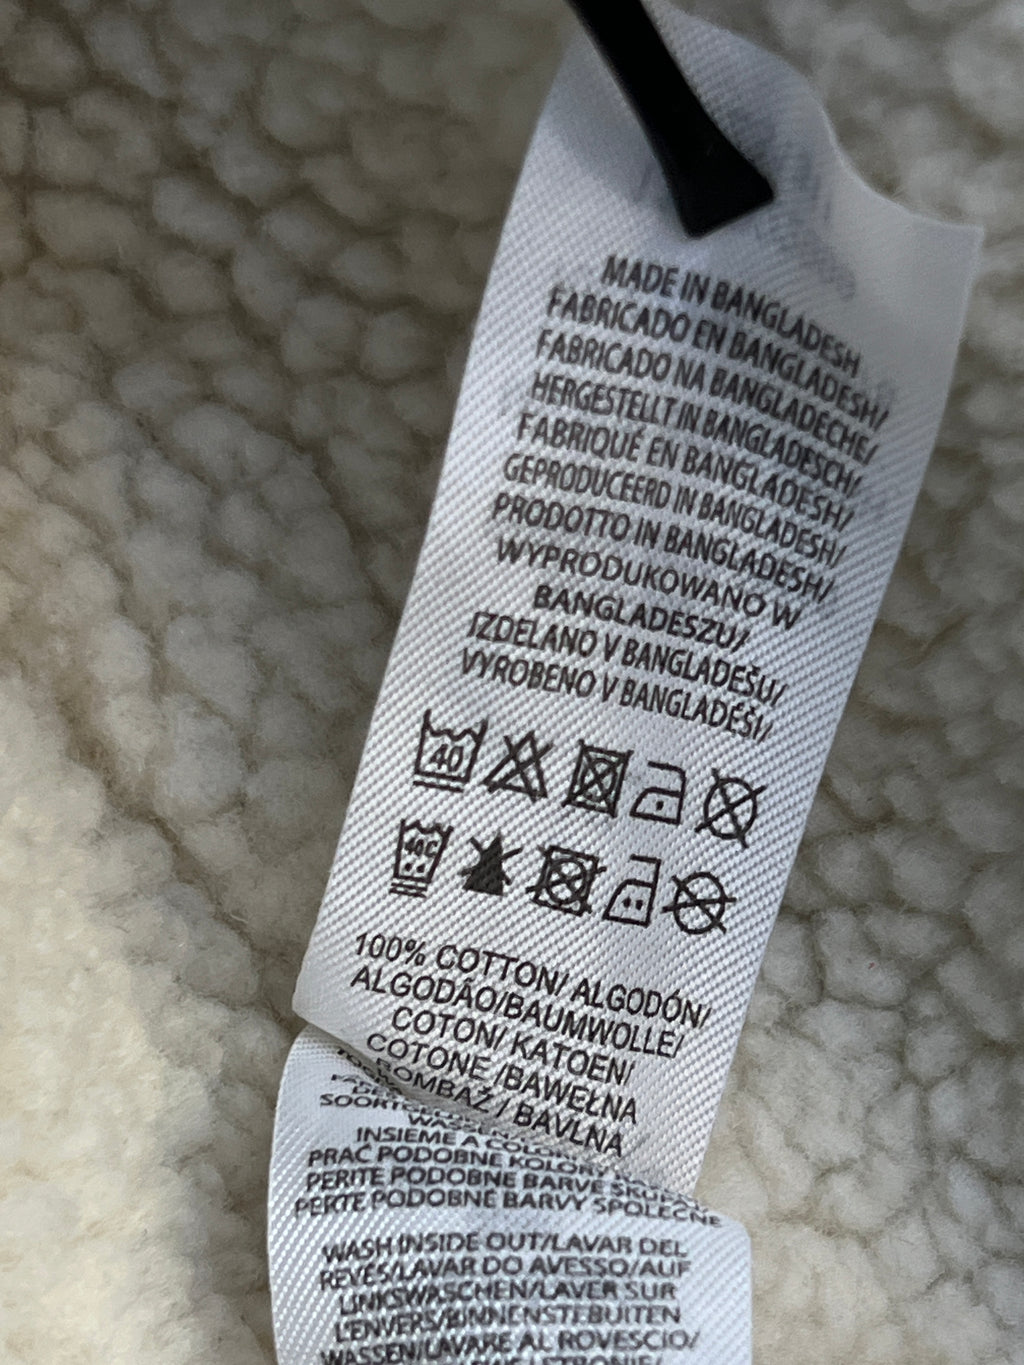 MADE IN BANGLADESH
FABRICADO EN BANGLADESH/
FABRICADO NA BANGLADECHE/
HERGESTELLT IN BANGLADESCH/
FABRIQUÉ EN BANGLADESH/
GEPRODUCEERD IN BANGLADESH/
PRODOTTO IN BANGLADESH/
WYPRODUKOWANO W
BANGLADESZU/
IZDELANO V BANGLADEŠU/
VYROBENO V BANGLADÉŠI/
40
40C
100% COTTON/ ALGODÓN/
ALGODÃO/BAUMWOLLE/
COTON/ KATOEN/
COTONE /BAWEŁNA
BOMBAŽ / BAVLNA
INSIEME A
PRAĆ PODOBNE KOLORY
PERITE PODOBNE BARVE SKUPAJ
PERTE PODOBNÉ BARVY SPOLEČNĚ
WASH INSIDE OUT/LAVAR DEL
REVÉS/LAVAR DO AVESSO/AUF
LINKSWASCHEN/LAVER SUR
L'ENVERS/BINNENSTEBUITEN
WASSEN/LAVARE AL ROVESCIO/